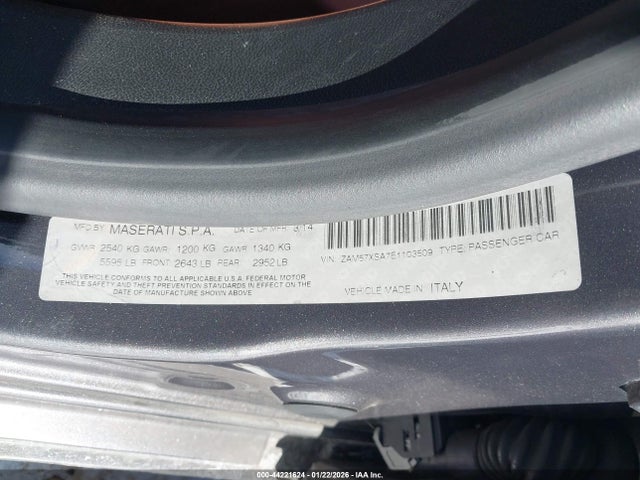 MFD BY MASERATI S.P.A. DATE OF MFR 8/14
GVWR 2540 KG GAWR 1200 KG GAWR 1340 KG
5595 LB FRONT 2643 LB REAR 2952 LB
THIS VEHICLE CONFORMS TO ALL APPLICABLE U.S.A. FEDERAL MOTOR
VEHICLE SAFETY AND THEFT PREVENTION STANDARDS IN EFFECT ON THE
DATE OF MANUFACTURE SHOWN ABOVE
VIN: ZAM57XSA7E1103509 TYPE: PASSENGER CAR
VEHICLE MADE IN ITALY
000-44221624 | 01/22/2026 - IAA Inc.